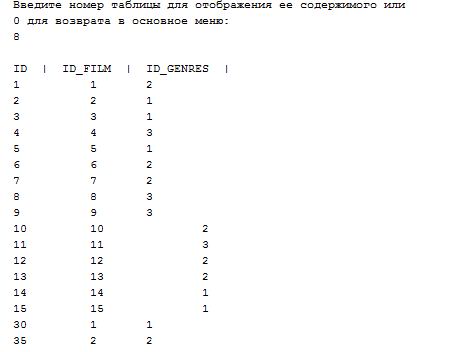 Введите номер таблицы для отображения ее содержимого или
0 для возврата в основное меню:
8
ID | ID_FILM | ID_GENRES |
1 1 2
2 2 1
3 3 1
4 4 3
5 5 1
6 6 2
7 7 2
8 8 3
9 9 3
10 10 2
11 11 3
12 12 2
13 13 2
14 14 1
15 15 1
30 1 1
35 2 2